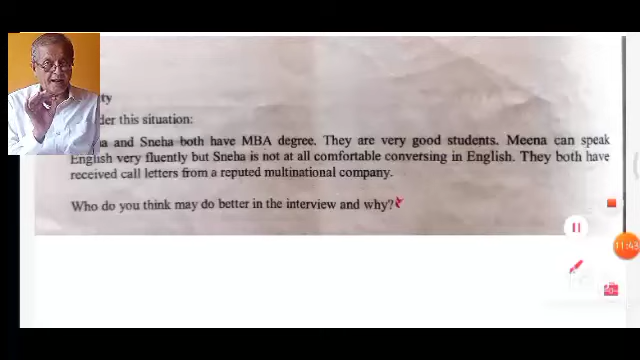 ty
der this situation:
a and Sneha both have MBA degree. They are very good students. Meena can speak
English very fluently but Sneha is not at all comfortable conversing in English. They both have
received call letters from a reputed multinational company.
Who do you think may do better in the interview and why?
11:43